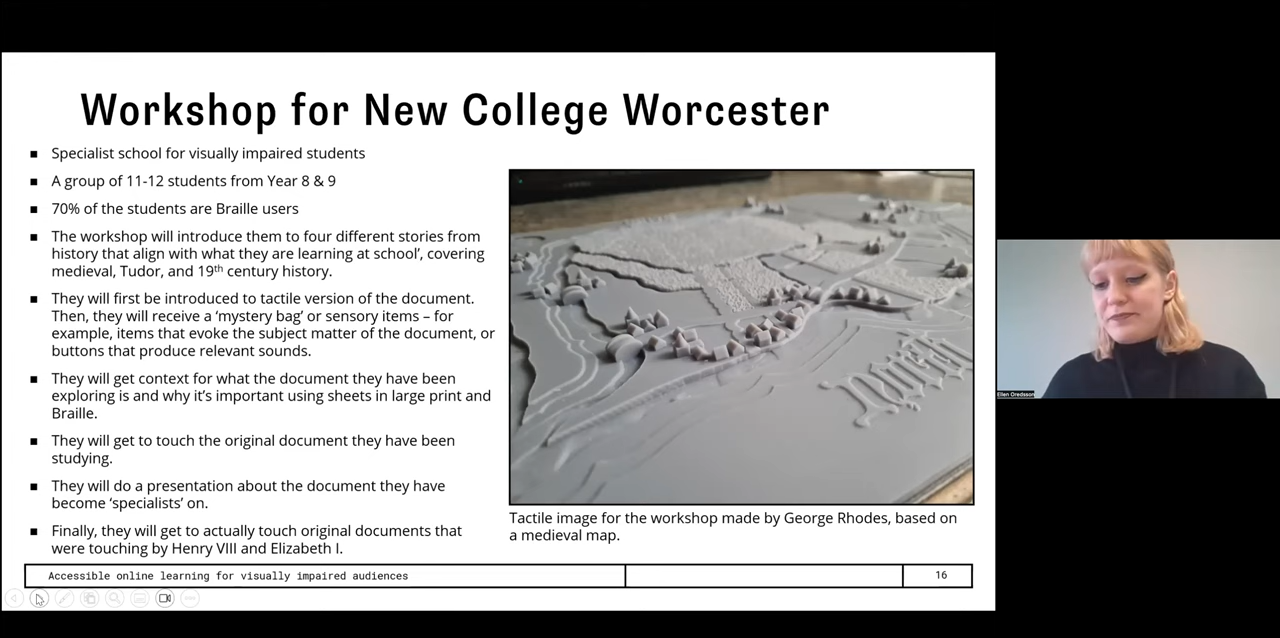 Workshop for New College Worcester
▪ Specialist school for visually impaired students
▪ A group of 11-12 students from Year 8 & 9
▪ 70% of the students are Braille users
▪ The workshop will introduce them to four different stories from
history that align with what they are learning at school', covering
medieval, Tudor, and 19th century history.
▪ They will first be introduced to tactile version of the document.
Then, they will receive a 'mystery bag' or sensory items – for
example, items that evoke the subject matter of the document, or
buttons that produce relevant sounds.
▪ They will get context for what the document they have been
exploring is and why it's important using sheets in large print and
Braille.
▪ They will get to touch the original document they have been
studying.
▪ They will do a presentation about the document they have
become 'specialists' on.
▪ Finally, they will get to actually touch original documents that
were touching by Henry VIII and Elizabeth I.
Tactile image for the workshop made by George Rhodes, based on
a medieval map.
Accessible online learning for visually impaired audiences
16
Ellen Oredsson